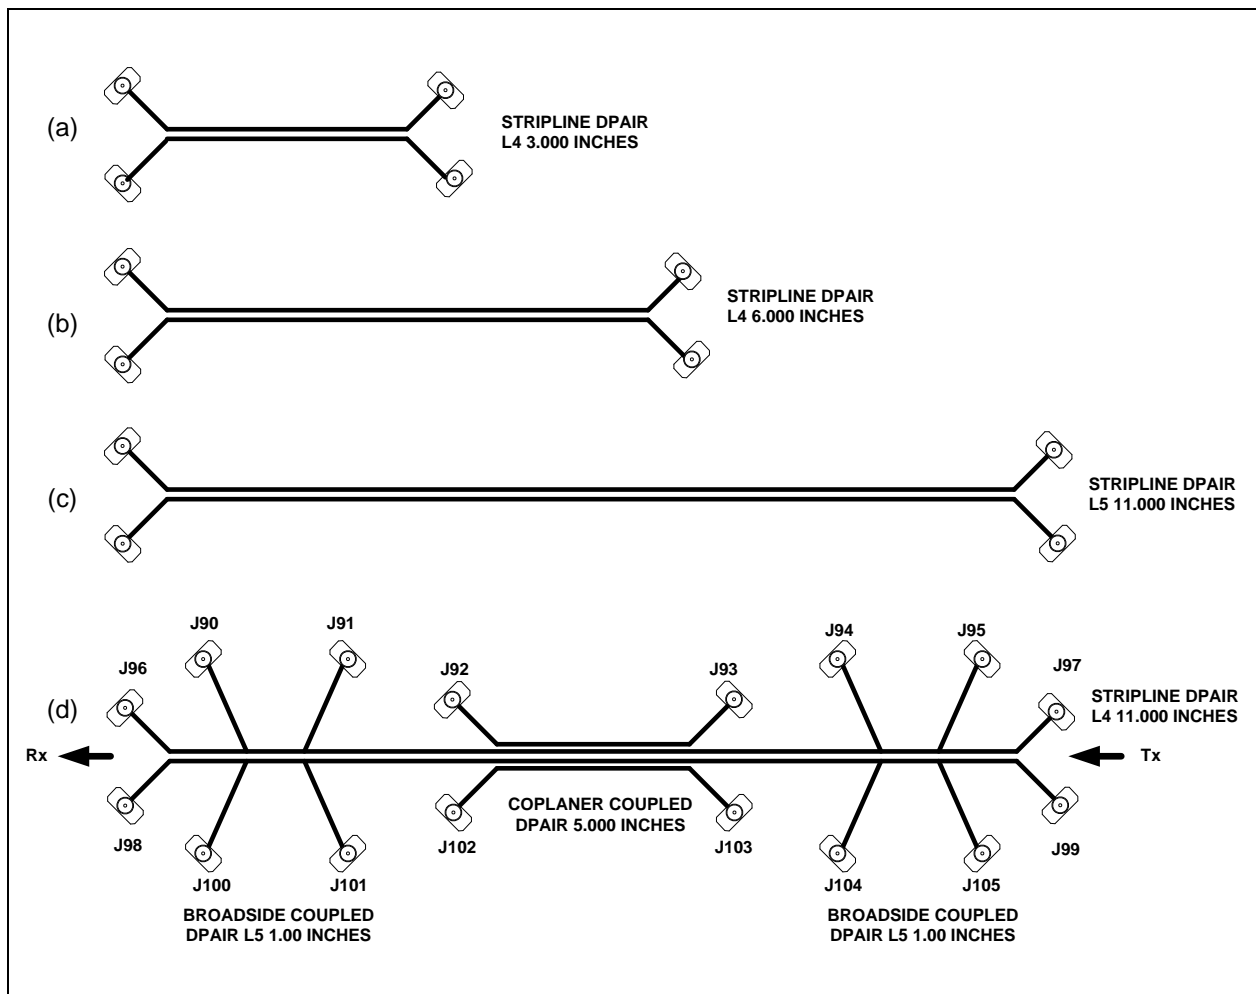 (a)
STRIPLINE DPAIR
L4 3.000 INCHES
(b)
STRIPLINE DPAIR
L4 6.000 INCHES
(c)
STRIPLINE DPAIR
L5 11.000 INCHES
(d)
J90
J91
J94
J95
J96
J92
J93
J97
STRIPLINE DPAIR
L4 11.000 INCHES
Rx
Tx
COPLANER COUPLED
DPAIR 5.000 INCHES
J98
J102
J103
J99
J100
J101
J104
J105
BROADSIDE COUPLED
DPAIR L5 1.00 INCHES
BROADSIDE COUPLED
DPAIR L5 1.00 INCHES